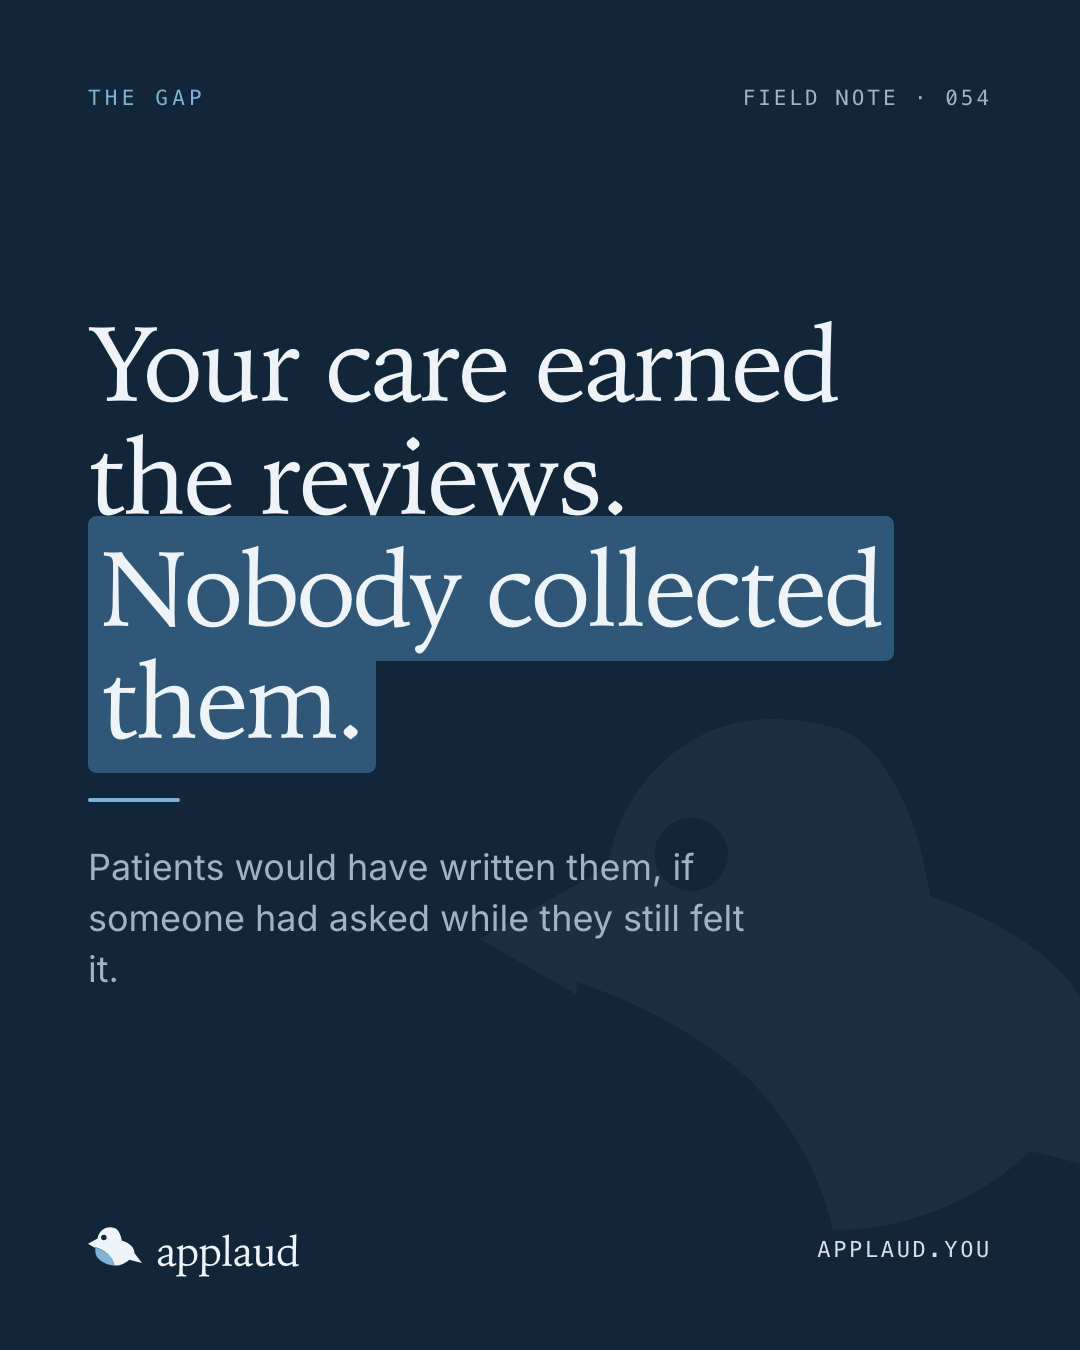 THE GAP
FIELD NOTE · 054
Your care earned
the reviews.
Nobody collected
them.
Patients would have written them, if
someone had asked while they still felt
it.
applaud
APPLAUD.YOU